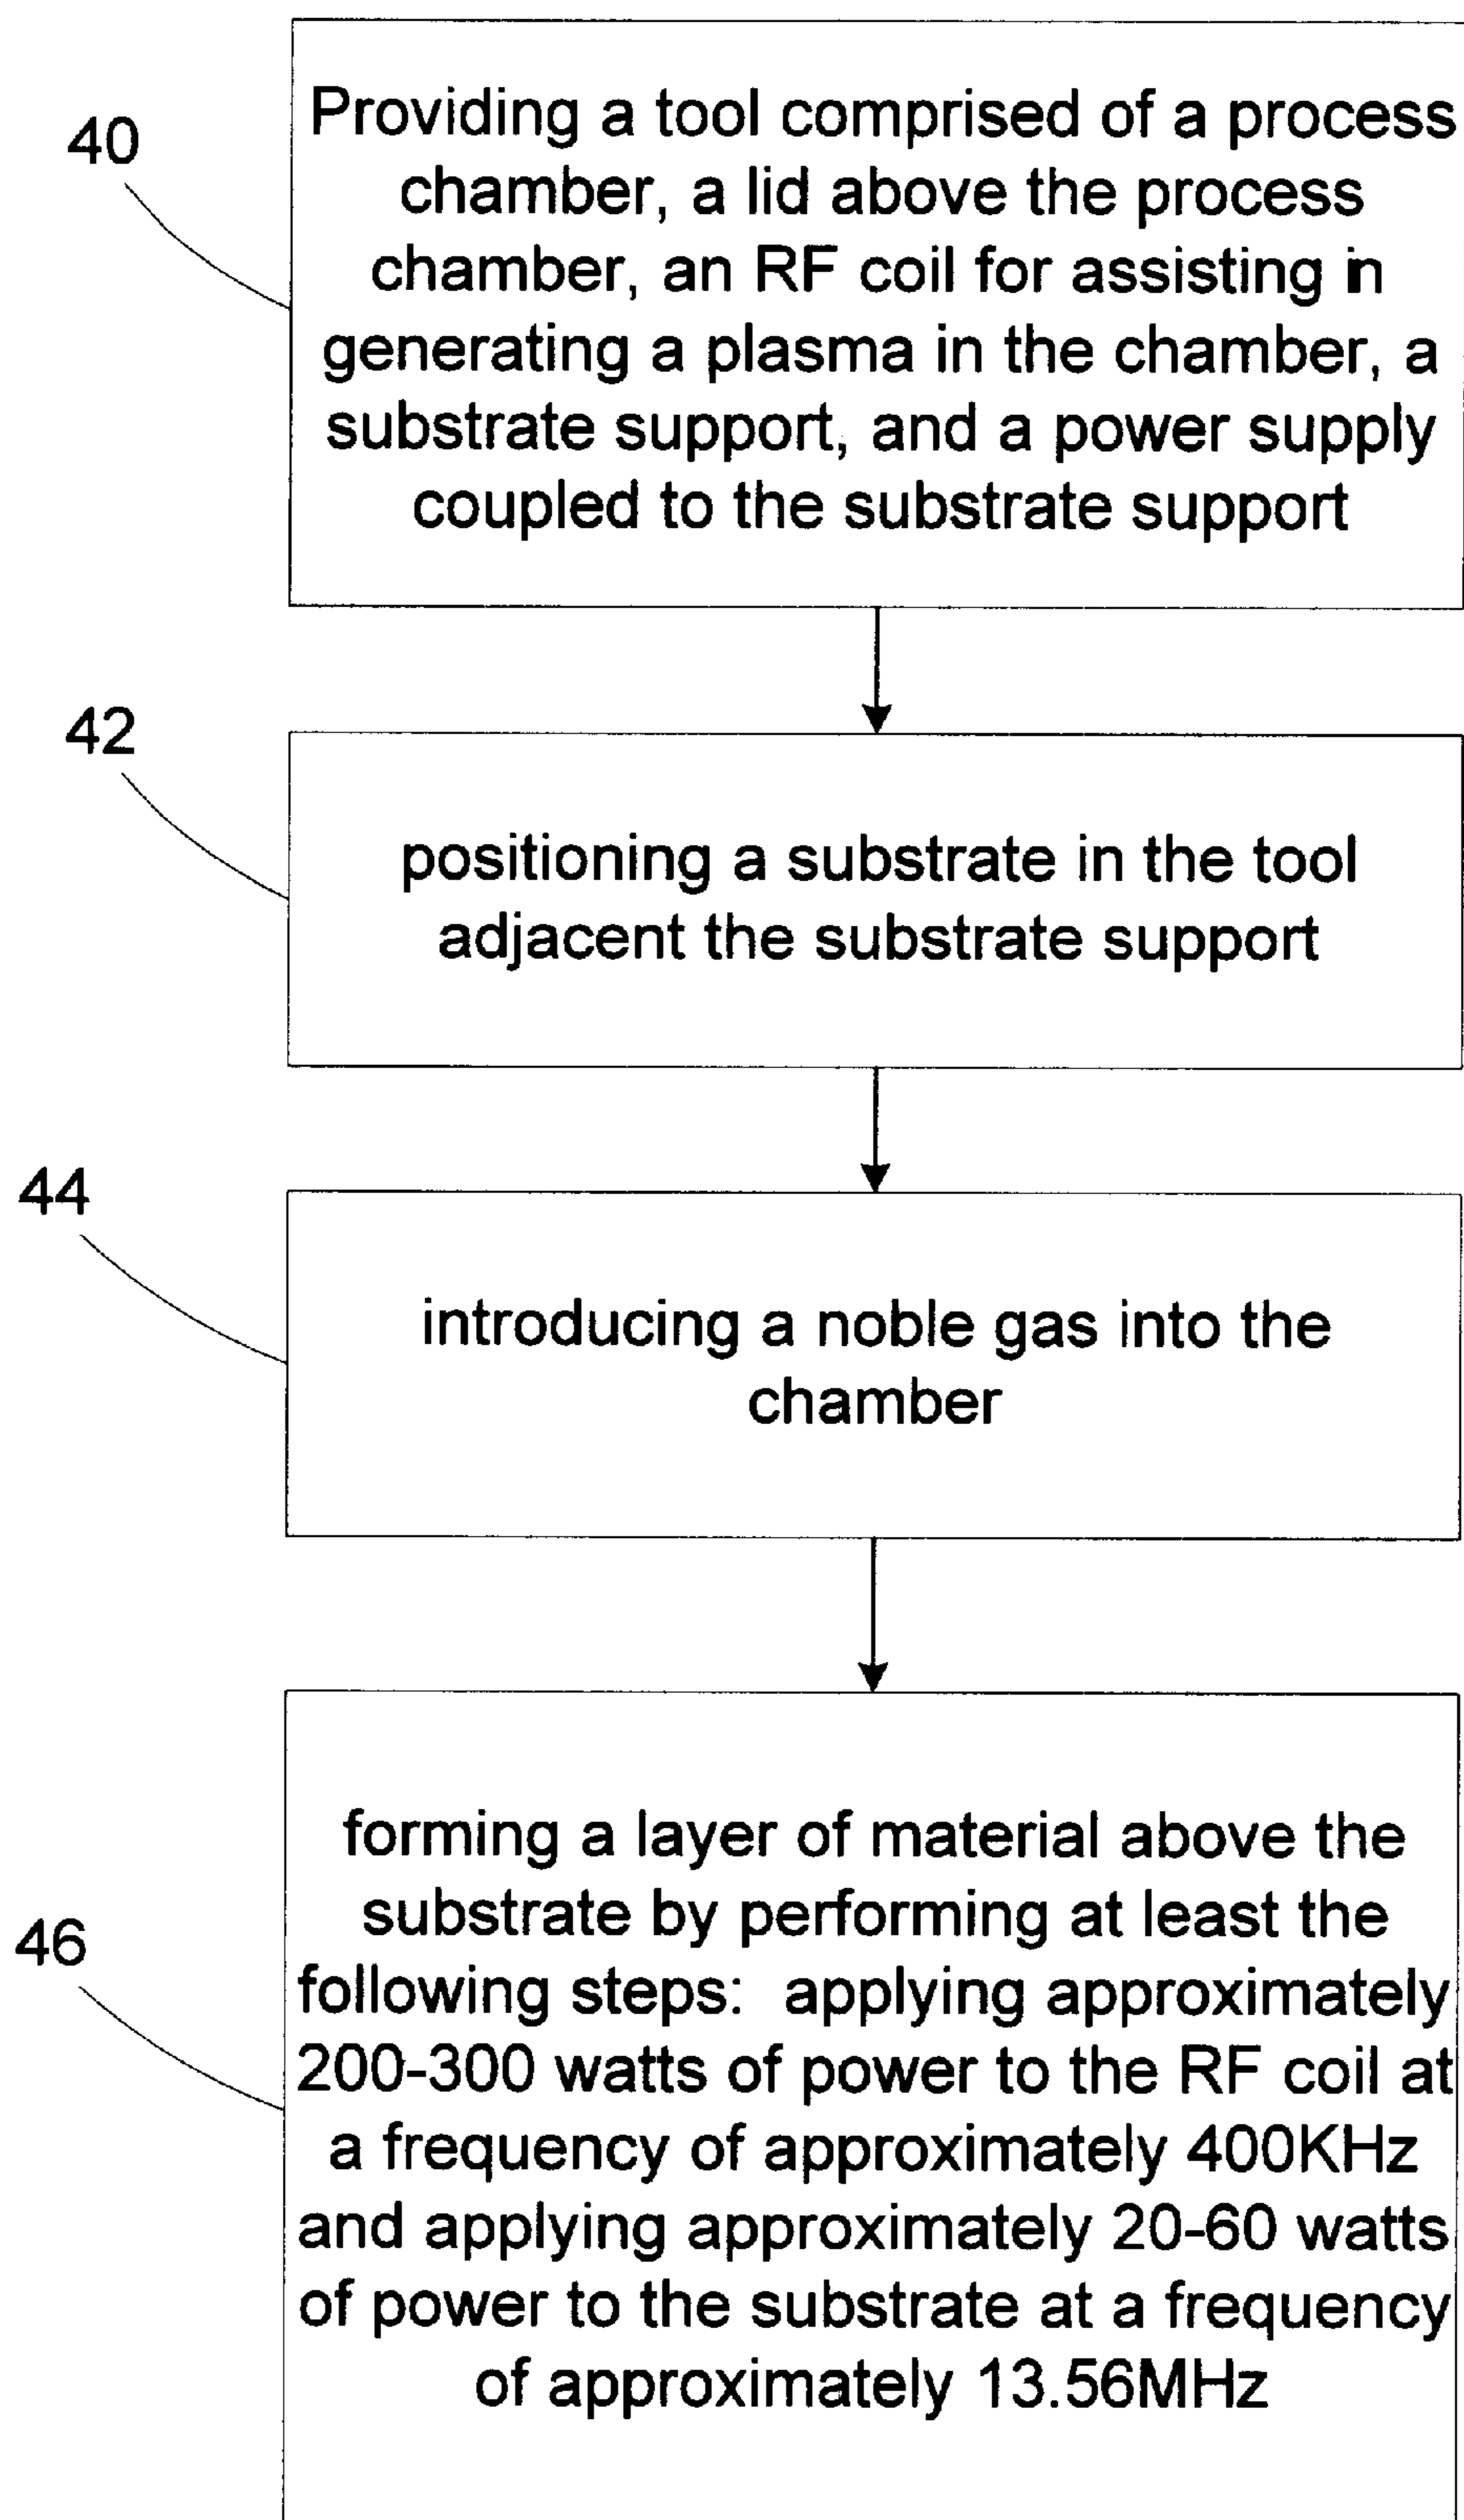 40
Providing a tool comprised of a process
chamber, a lid above the process
chamber, an RF coil for assisting in
generating a plasma in the chamber, a
substrate support, and a power supply
coupled to the substrate support
42
positioning a substrate in the tool
adjacent the substrate support
44
introducing a noble gas into the
chamber
46
forming a layer of material above the
substrate by performing at least the
following steps: applying approximately
200-300 watts of power to the RF coil at
a frequency of approximately 400KHz
and applying approximately 20-60 watts
of power to the substrate at a frequency
of approximately 13.56MHz